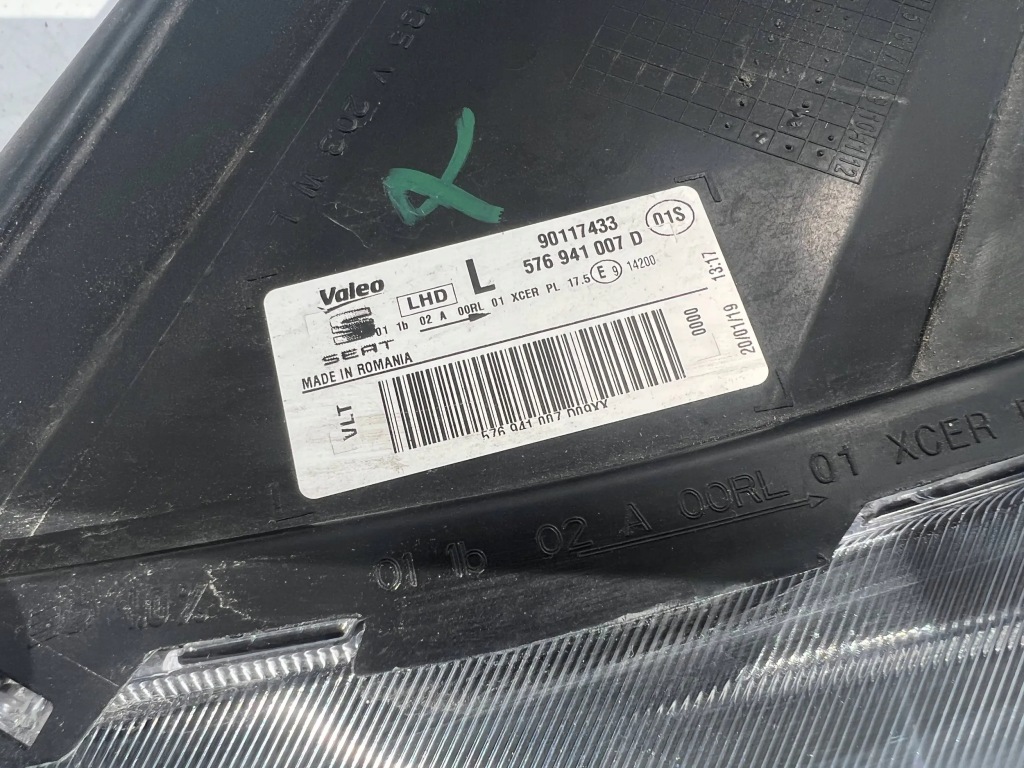 90117433
576 941 007 D
01S
Valeo
LHD
L
01 1b 02 A 00RL 01 XCER PL 17.5 E 9 14200
SEAT
MADE IN ROMANIA
VLT
0000
20/01/19 13:17
01 1b 02 A 00RL 01 XCER